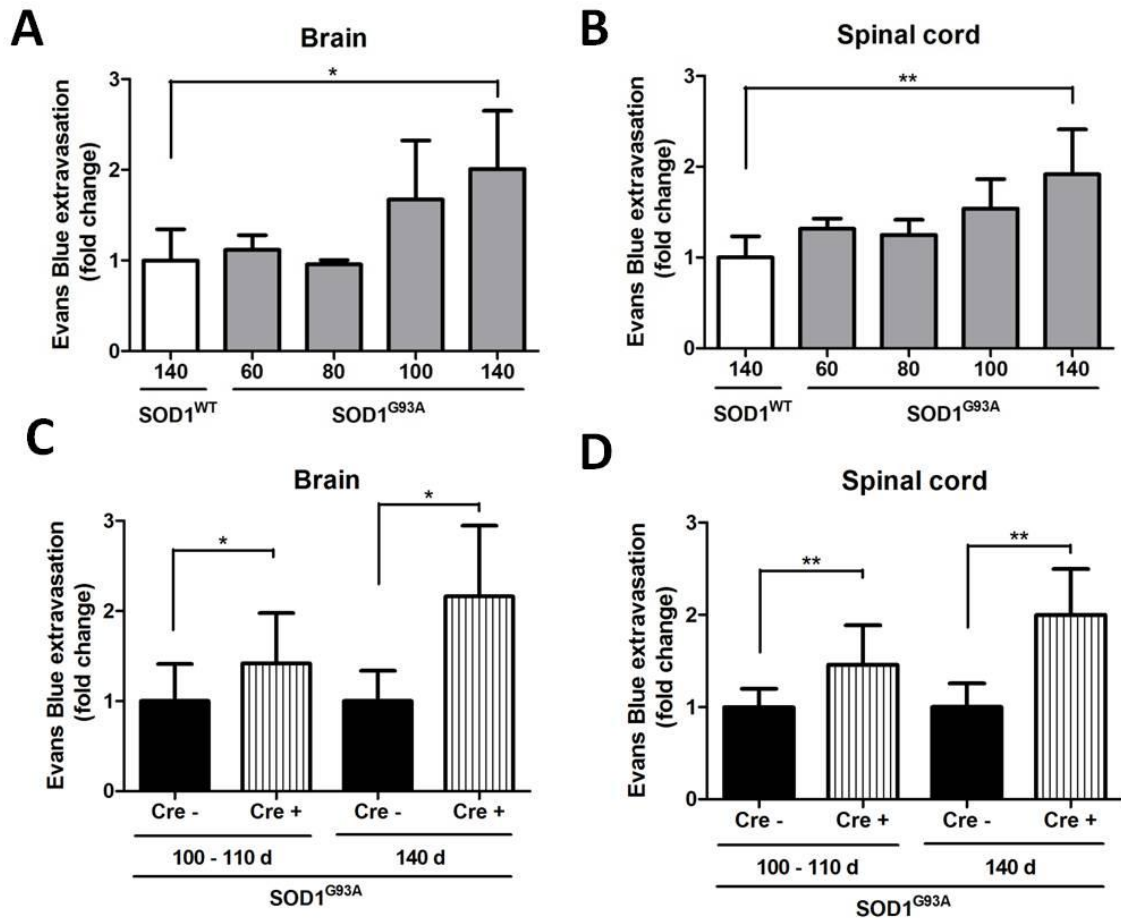 A
Brain
Evans Blue extravasation
(fold change)
3
2
1
0
*
140
60
80
100
140
SOD1WT
SOD1G93A
B
Spinal cord
Evans Blue extravasation
(fold change)
3
2
1
0
**
140
60
80
100
140
SOD1WT
SOD1G93A
C
Brain
Evans Blue extravasation
(fold change)
3
2
1
0
*
*
Cre -
Cre +
Cre -
Cre +
100 - 110 d
140 d
SOD1G93A
D
Spinal cord
Evans Blue extravasation
(fold change)
3
2
1
0
**
**
Cre -
Cre +
Cre -
Cre +
100 - 110 d
140 d
SOD1G93A